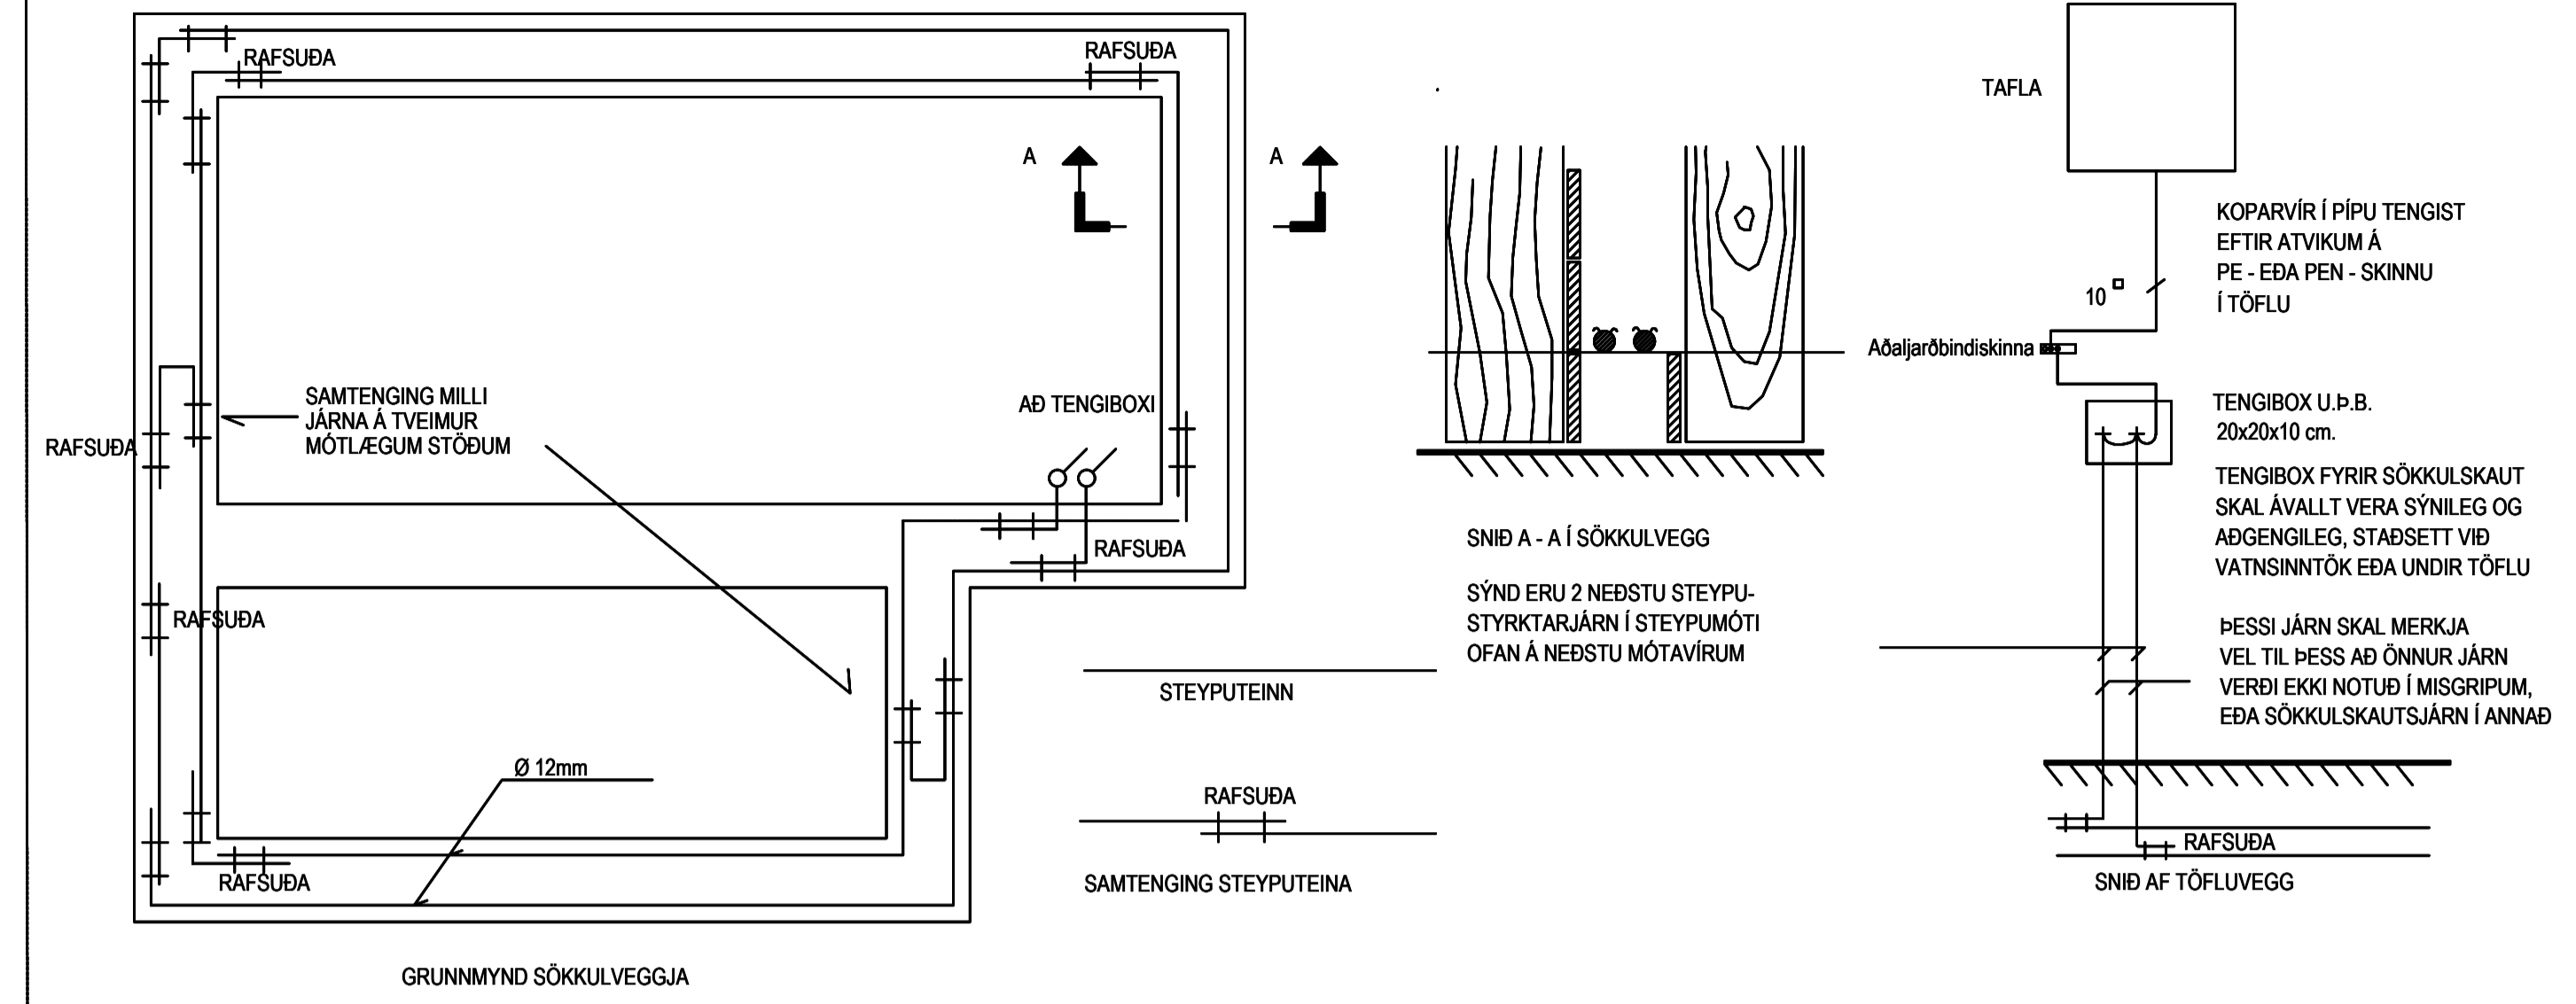 RAFSUÐA
RAFSUÐA
A
A
SAMTENGING MILLI
JÁRNA Á TVEIMUR
MÓTLÆGUM STÖÐUM
RAFSUÐA
AÐ TENGIBOXI
RAFSUÐA
RAFSUÐA
Ø 12mm
RAFSUÐA
GRUNNMYND SÖKKULVEGGJA
STEYPUTEINN
RAFSUÐA
SAMTENGING STEYPUTEINA
SNIÐ A - A Í SÖKKULVEGG
SÝND ERU 2 NEÐSTU STEYPU-
STYRKTARJÁRN Í STEYPUMÓTI
OFAN Á NEÐSTU MÓTAVÍRUM
TAFLA
KOPARVÍR Í PÍPU TENGIST
EFTIR ATVIKUM Á
PE - EÐA PEN - SKINNU
Í TÖFLU
10
Aðaljarðbindiskinna
TENGIBOX U.Þ.B.
20x20x10 cm.
TENGIBOX FYRIR SÖKKULSKAUT
SKAL ÁVALLT VERA SÝNILEG OG
AÐGENGILEG, STAÐSETT VIÐ
VATNSINNTÖK EÐA UNDIR TÖFLU
ÞESSI JÁRN SKAL MERKJA
VEL TIL ÞESS AÐ ÖNNUR JÁRN
VERÐI EKKI NOTUÐ Í MISGRIPUM,
EÐA SÖKKULSKAUTSJÁRN Í ANNAÐ
RAFSUÐA
SNIÐ AF TÖFLUVEGG